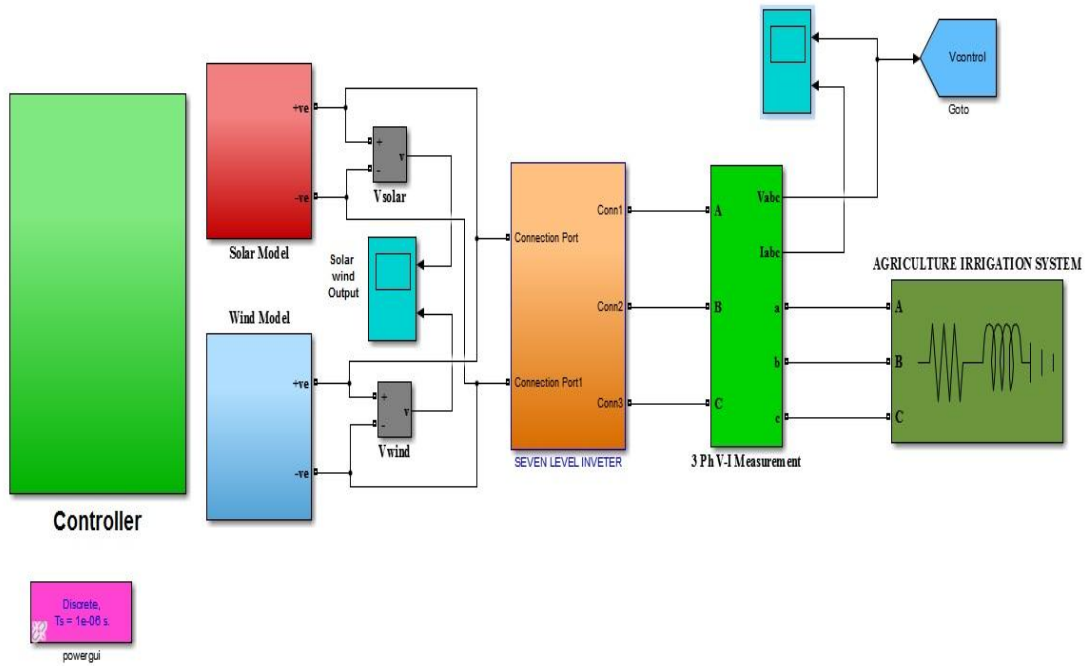 Vcontrol
Goto
+ve
-ve
Solar Model
+
-
v
Vsolar
Solar
wind
Output
Wind Model
+ve
-ve
+
-
v
Vwind
Connection Port
Connection Port1
Conn1
Conn2
Conn3
SEVEN LEVEL INVETER
A
B
C
Vabc
Iabc
a
b
c
3 Ph V-I Measurement
AGRICULTURE IRRIGATION SYSTEM
A
B
C
Controller
Discrete,
Ts = 1e-06 s.
powergui